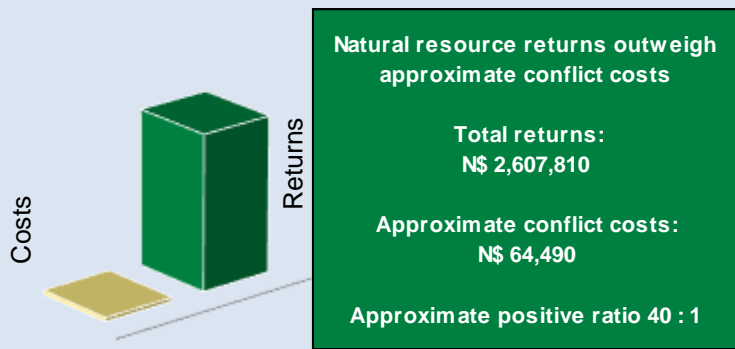 Costs
Returns
Natural resource returns outweigh
approximate conflict costs
Total returns:
N$ 2,607,810
Approximate conflict costs:
N$ 64,490
Approximate positive ratio 40 : 1